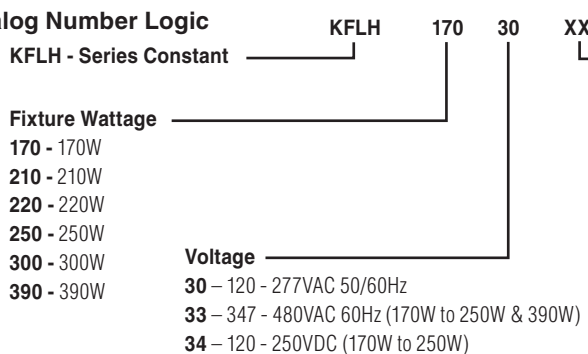 alog Number Logic
KFLH 170 30 XX
KFLH - Series Constant
Fixture Wattage
170 - 170W
210 - 210W
220 - 220W
250 - 250W
300 - 300W
390 - 390W
Voltage
30 – 120 - 277VAC 50/60Hz
33 – 347 - 480VAC 60Hz (170W to 250W & 390W)
34 – 120 - 250VDC (170W to 250W)